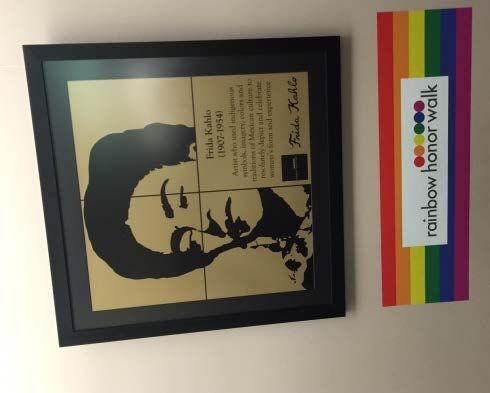 Frida Kahlo
(1907-1954)
Artist who used indigenous
symbols, imagery, colors and
traditions of Mexican culture to
resolutely depict and celebrate
women's form and experience
Frida Kahlo
rainbow honor walk